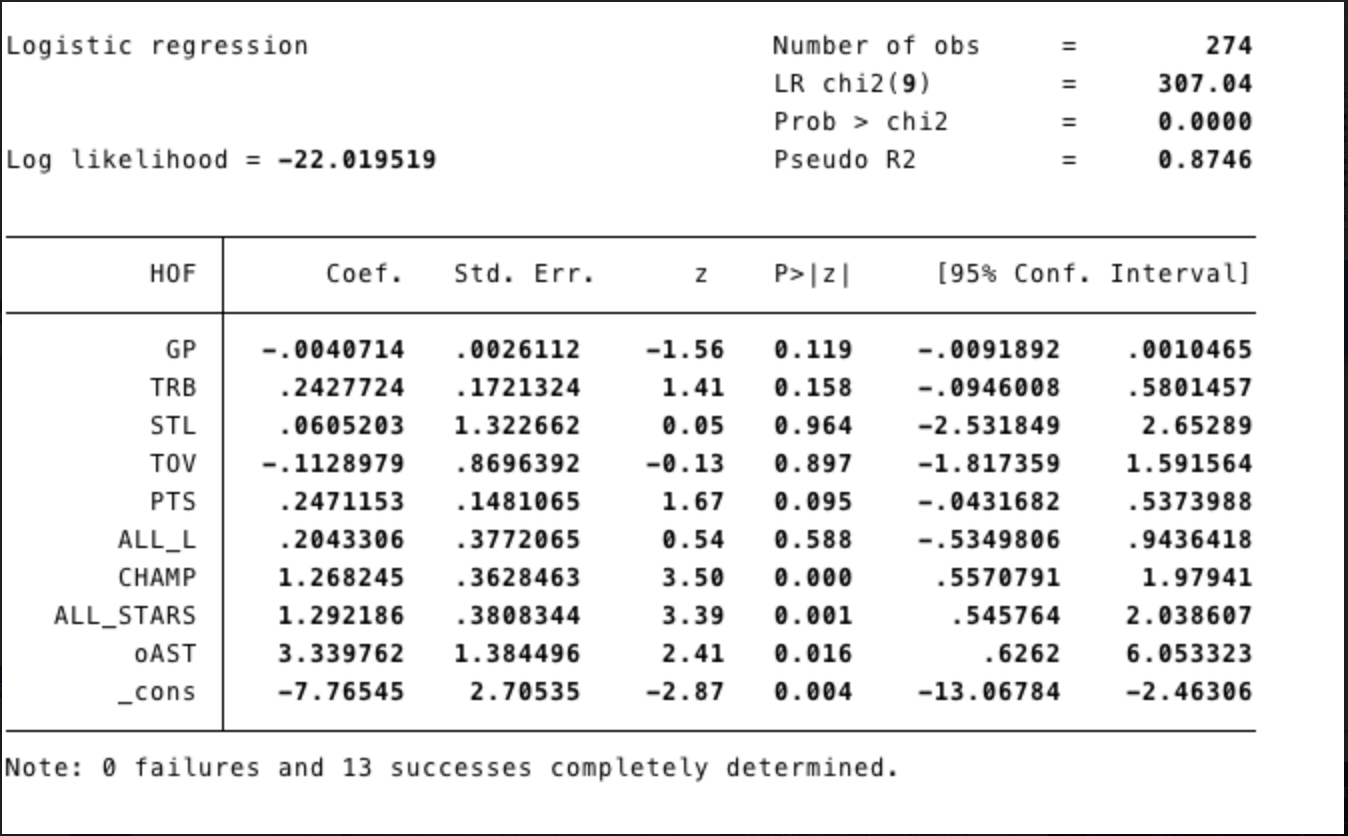 Logistic regression Number of obs = 274
LR chi2(9) = 307.04
Prob > chi2 = 0.0000
Log likelihood = -22.019519 Pseudo R2 = 0.8746
HOF Coef. Std. Err. z P>|z| [95% Conf. Interval]
GP -.0040714 .0026112 -1.56 0.119 -.0091892 .0010465
TRB .2427724 .1721324 1.41 0.158 -.0946008 .5801457
STL .0605203 1.322662 0.05 0.964 -2.531849 2.65289
TOV -.1128979 .8696392 -0.13 0.897 -1.817359 1.591564
PTS .2471153 .1481065 1.67 0.095 -.0431682 .5373988
ALL_L .2043306 .3772065 0.54 0.588 -.5349806 .9436418
CHAMP 1.268245 .3628463 3.50 0.000 .5570791 1.97941
ALL_STARS 1.292186 .3808344 3.39 0.001 .545764 2.038607
oAST 3.339762 1.384496 2.41 0.016 .6262 6.053323
_cons -7.76545 2.70535 -2.87 0.004 -13.06784 -2.46306
Note: 0 failures and 13 successes completely determined.